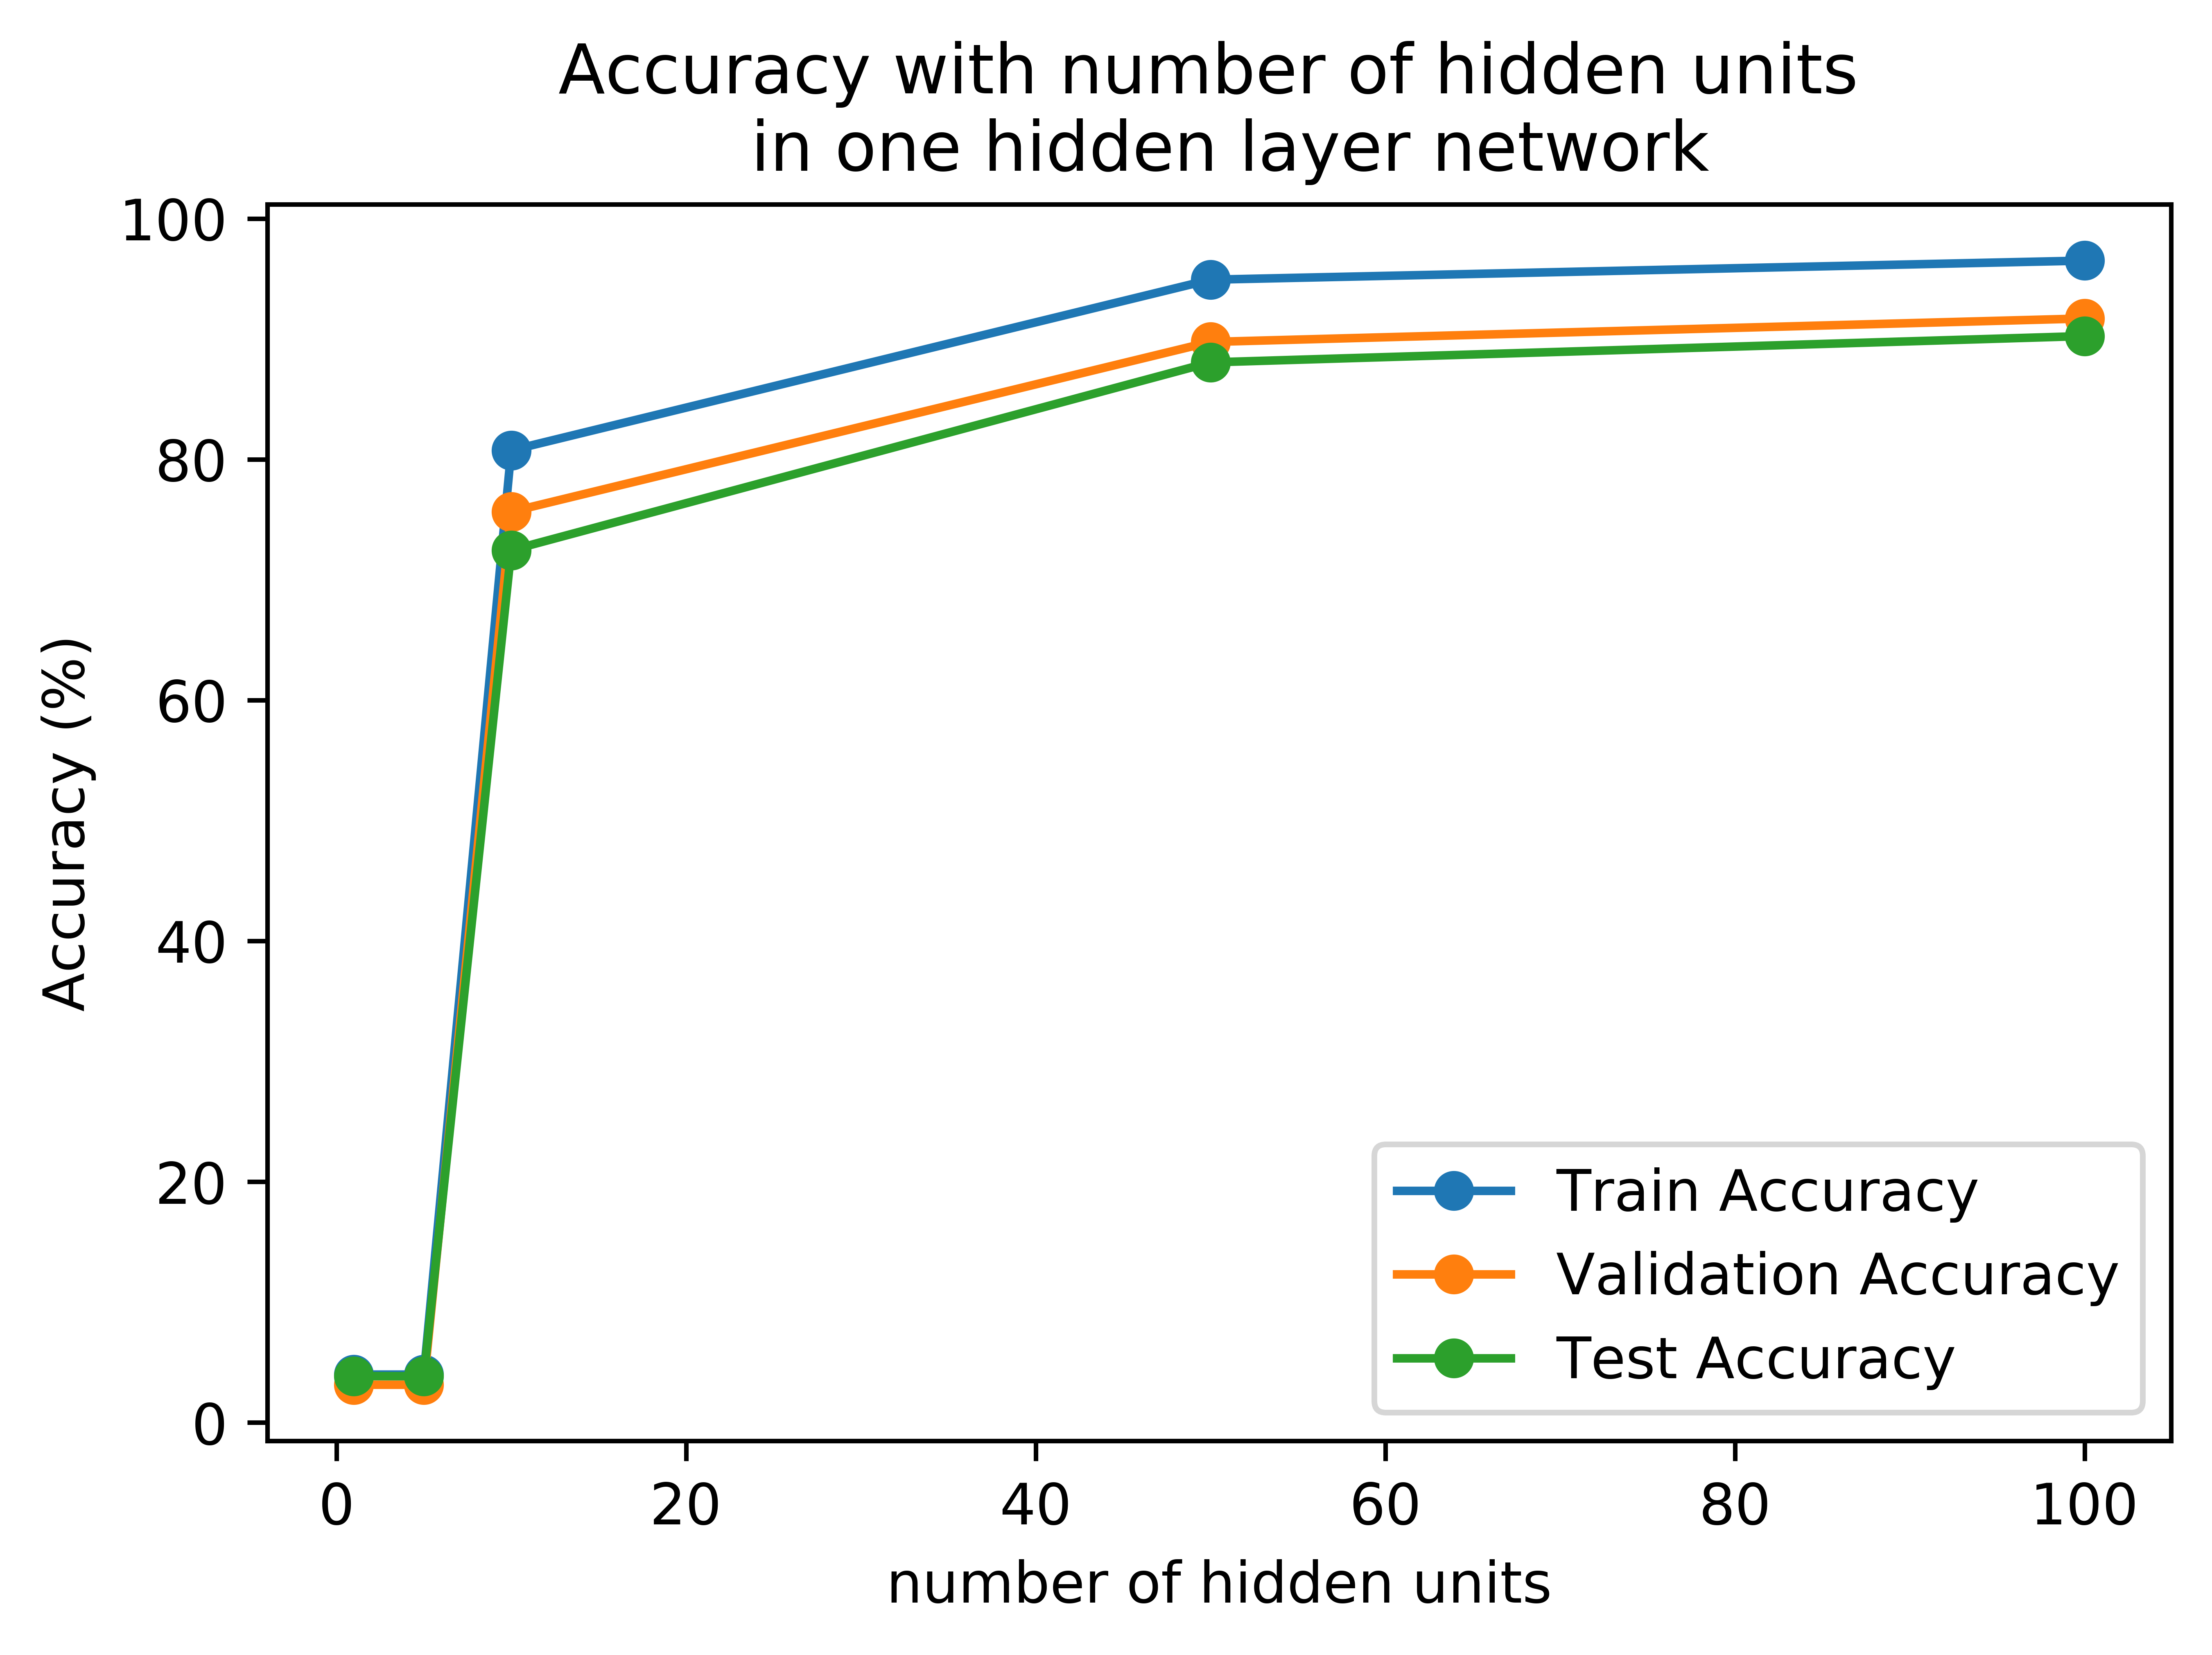 Accuracy with number of hidden units
in one hidden layer network
100
80
60
40
20
0
Accuracy (%)
0 20 40 60 80 100
number of hidden units
Train Accuracy
Validation Accuracy
Test Accuracy